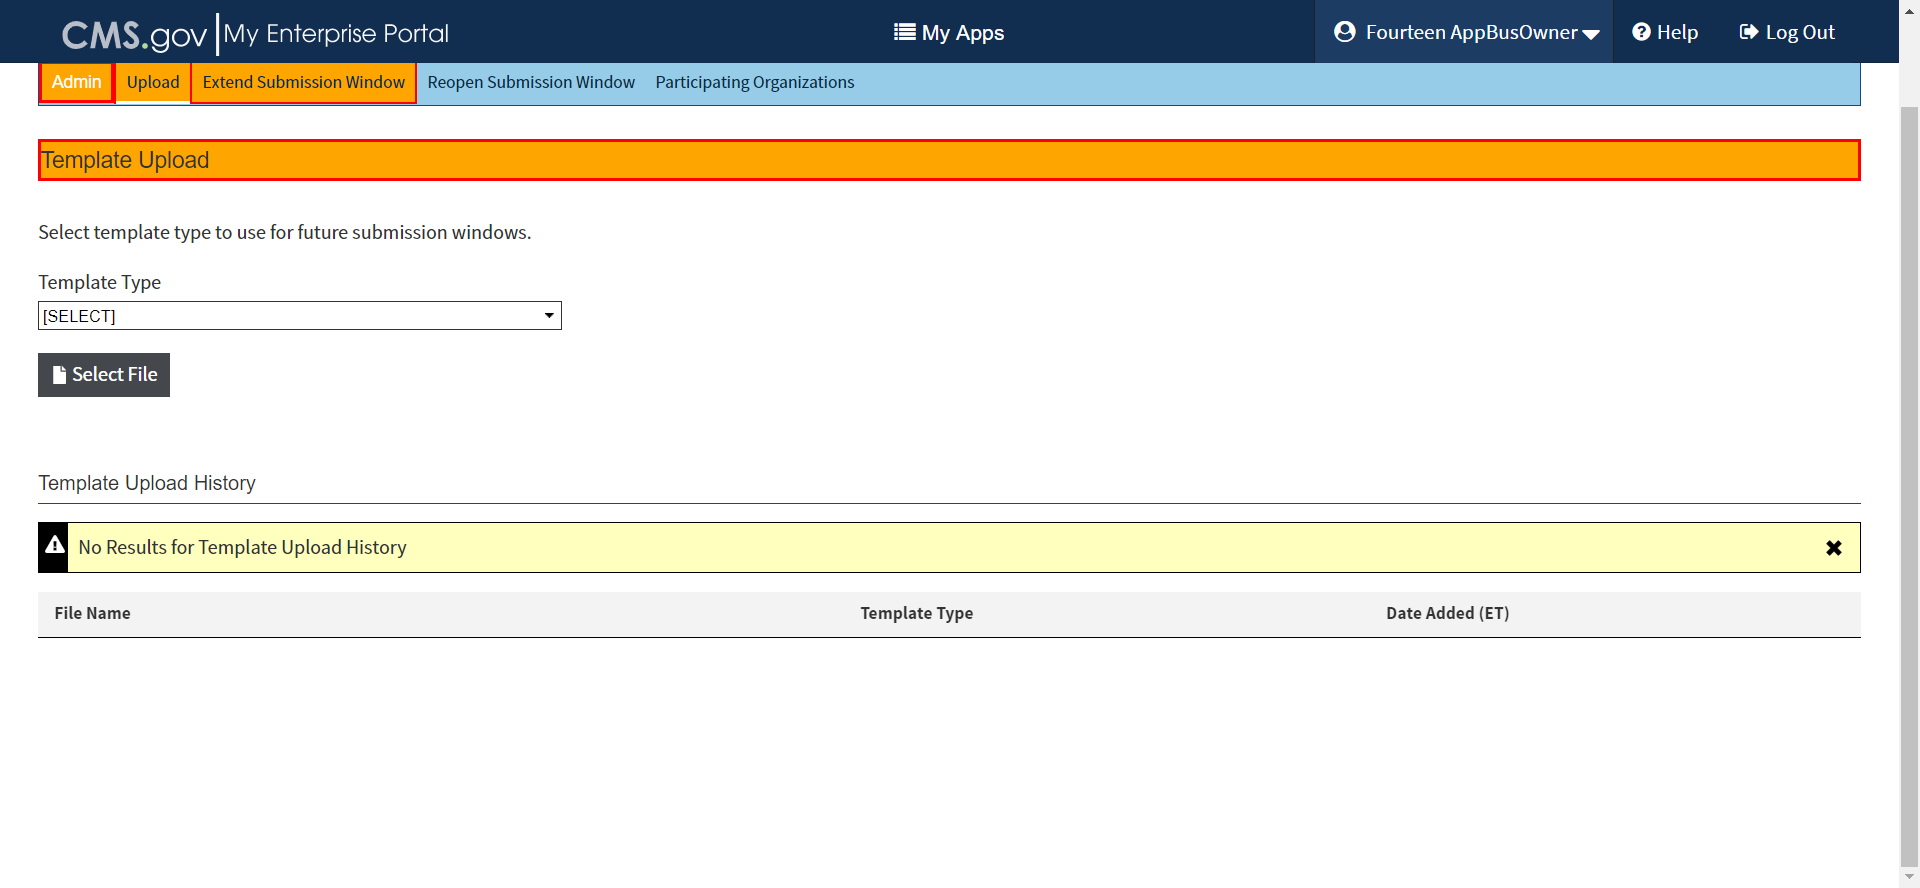 CMS.gov My Enterprise Portal My Apps Fourteen AppBusOwner Help Log Out
Admin Upload Extend Submission Window Reopen Submission Window Participating Organizations
Template Upload
Select template type to use for future submission windows.
Template Type
[SELECT]
Select File
Template Upload History
No Results for Template Upload History
File Name Template Type Date Added (ET)